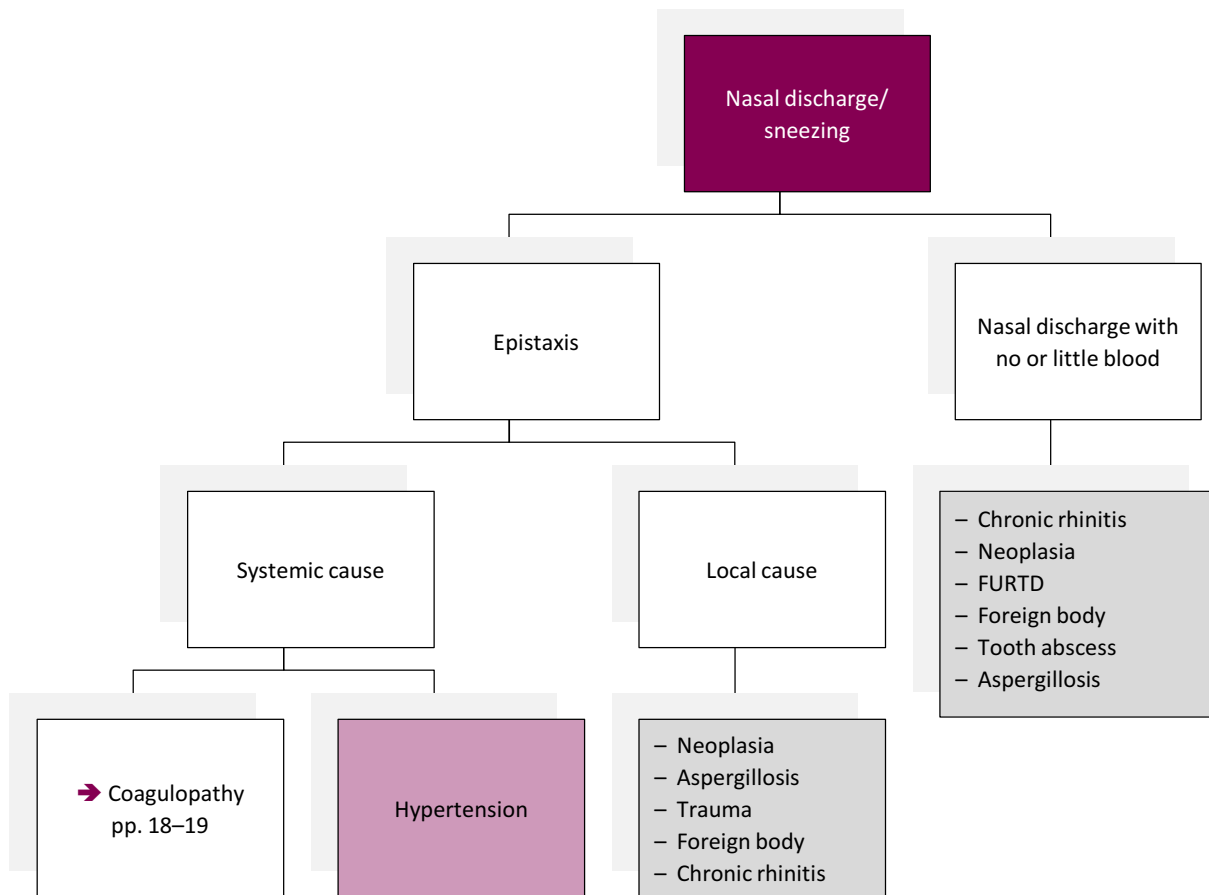 Nasal discharge/
sneezing
Epistaxis
Nasal discharge with
no or little blood
Systemic cause
Local cause
– Chronic rhinitis
– Neoplasia
– FURTD
– Foreign body
– Tooth abscess
– Aspergillosis
➔ Coagulopathy
pp. 18–19
Hypertension
– Neoplasia
– Aspergillosis
– Trauma
– Foreign body
– Chronic rhinitis